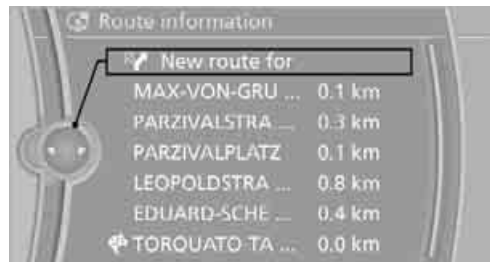 Route information
New route for
MAX-VON-GRU ... 0.1 km
PARZIVALSTRA ... 0.3 km
PARZIVALPLATZ 0.1 km
LEOPOLDSTRA ... 0.8 km
EDUARD-SCHE ... 0.4 km
TORQUATO TA ... 0.0 km